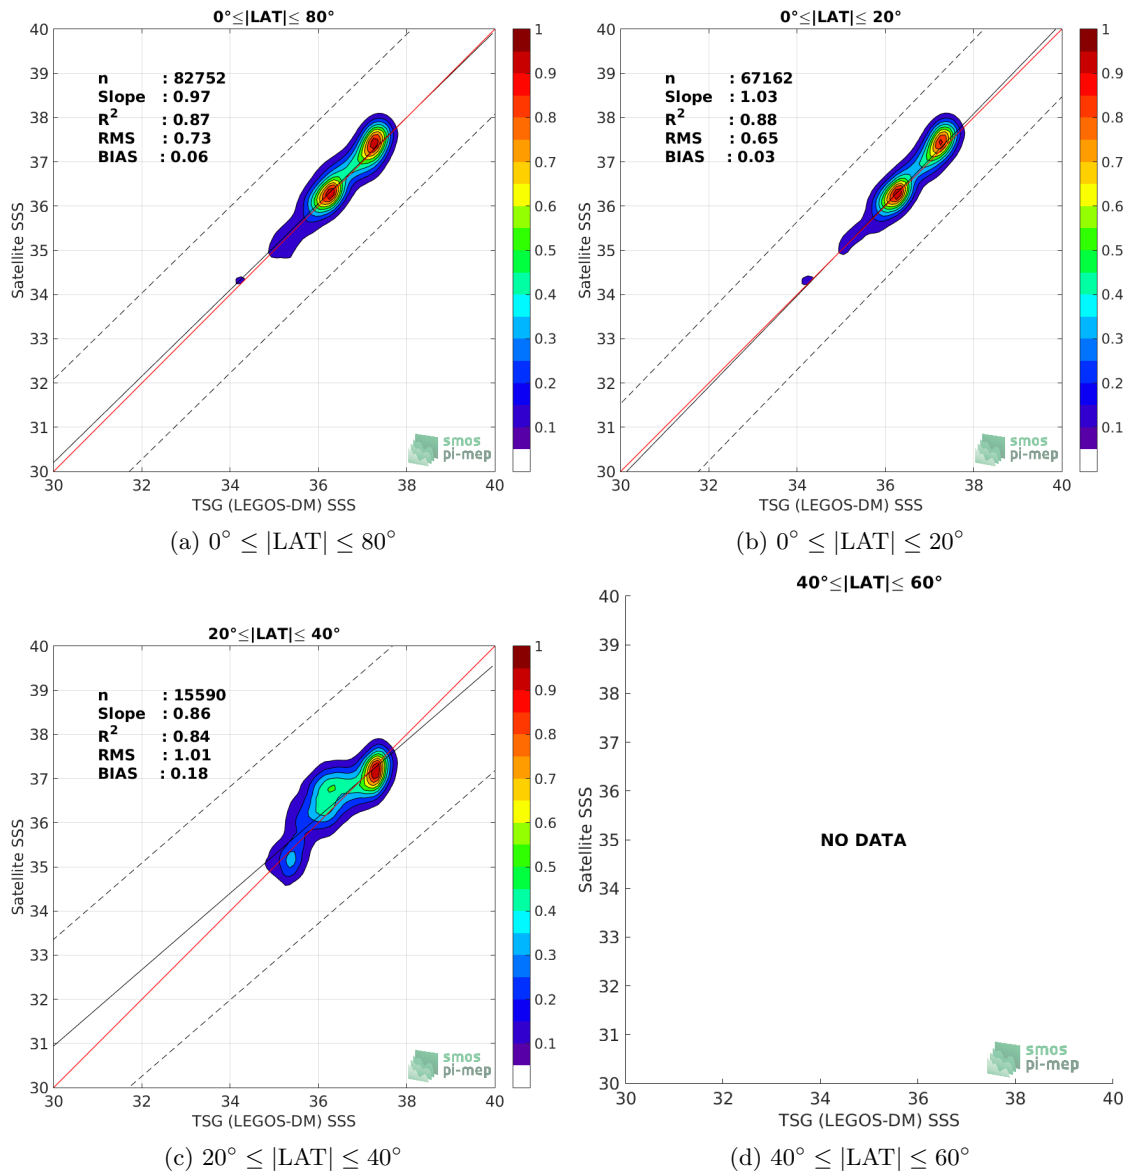 0°≤|LAT|≤ 80°
n : 82752
Slope : 0.97
R² : 0.87
RMS : 0.73
BIAS : 0.06
Satellite SSS
40
39
38
37
36
35
34
33
32
31
30
30 32 34 36 38 40
TSG (LEGOS-DM) SSS
1
0.9
0.8
0.7
0.6
0.5
0.4
0.3
0.2
0.1
smos
pi-mep
(a) 0° ≤ |LAT| ≤ 80°
0°≤|LAT|≤ 20°
n : 67162
Slope : 1.03
R² : 0.88
RMS : 0.65
BIAS : 0.03
Satellite SSS
40
39
38
37
36
35
34
33
32
31
30
30 32 34 36 38 40
TSG (LEGOS-DM) SSS
1
0.9
0.8
0.7
0.6
0.5
0.4
0.3
0.2
0.1
smos
pi-mep
(b) 0° ≤ |LAT| ≤ 20°
20°≤|LAT|≤ 40°
n : 15590
Slope : 0.86
R² : 0.84
RMS : 1.01
BIAS : 0.18
Satellite SSS
40
39
38
37
36
35
34
33
32
31
30
30 32 34 36 38 40
TSG (LEGOS-DM) SSS
1
0.9
0.8
0.7
0.6
0.5
0.4
0.3
0.2
0.1
smos
pi-mep
(c) 20° ≤ |LAT| ≤ 40°
40°≤|LAT|≤ 60°
NO DATA
Satellite SSS
40
39
38
37
36
35
34
33
32
31
30
30 32 34 36 38 40
TSG (LEGOS-DM) SSS
smos
pi-mep
(d) 40° ≤ |LAT| ≤ 60°